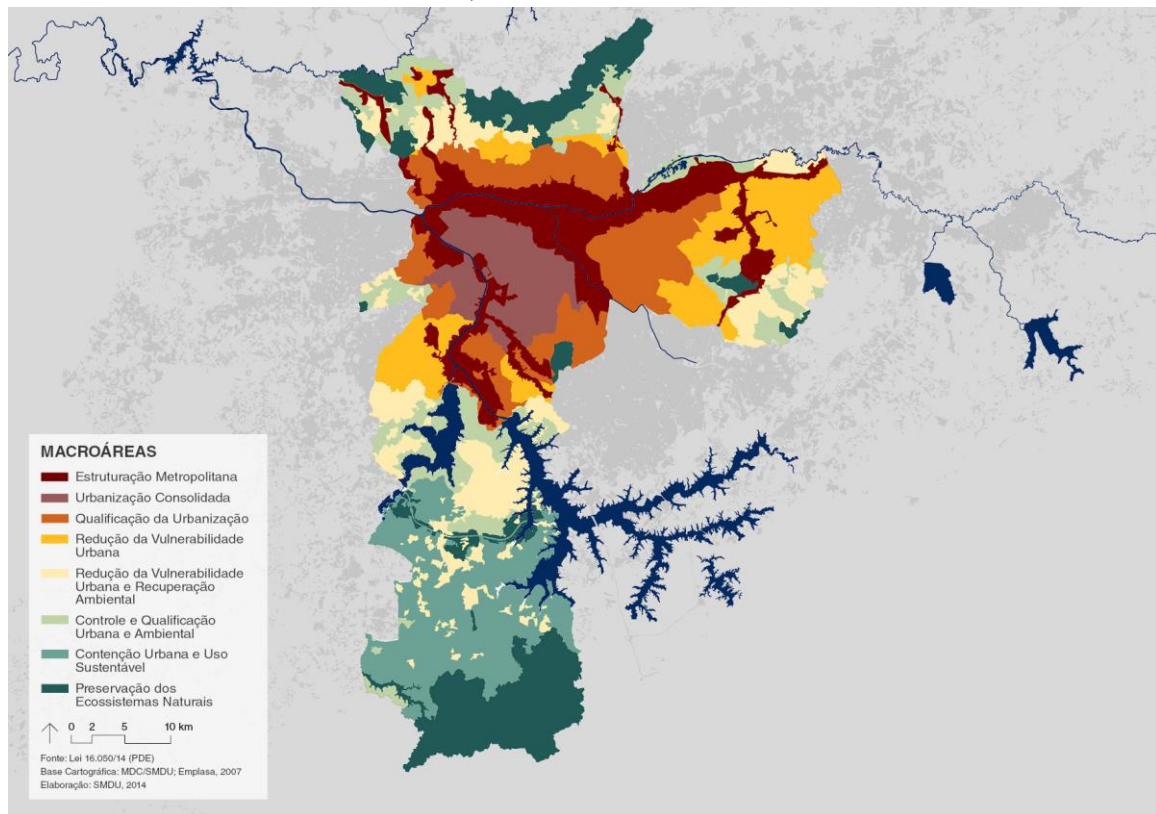 MACROÁREAS
Estruturação Metropolitana
Urbanização Consolidada
Qualificação da Urbanização
Redução da Vulnerabilidade
Urbana
Redução da Vulnerabilidade
Urbana e Recuperação
Ambiental
Controle e Qualificação
Urbana e Ambiental
Contenção Urbana e Uso
Sustentável
Preservação dos
Ecossistemas Naturais
0 2 5 10 km
Fonte: Lei 16.050/14 (PDE)
Base Cartográfica: MDC/SMDU; Emplasa, 2007
Elaboração: SMDU, 2014